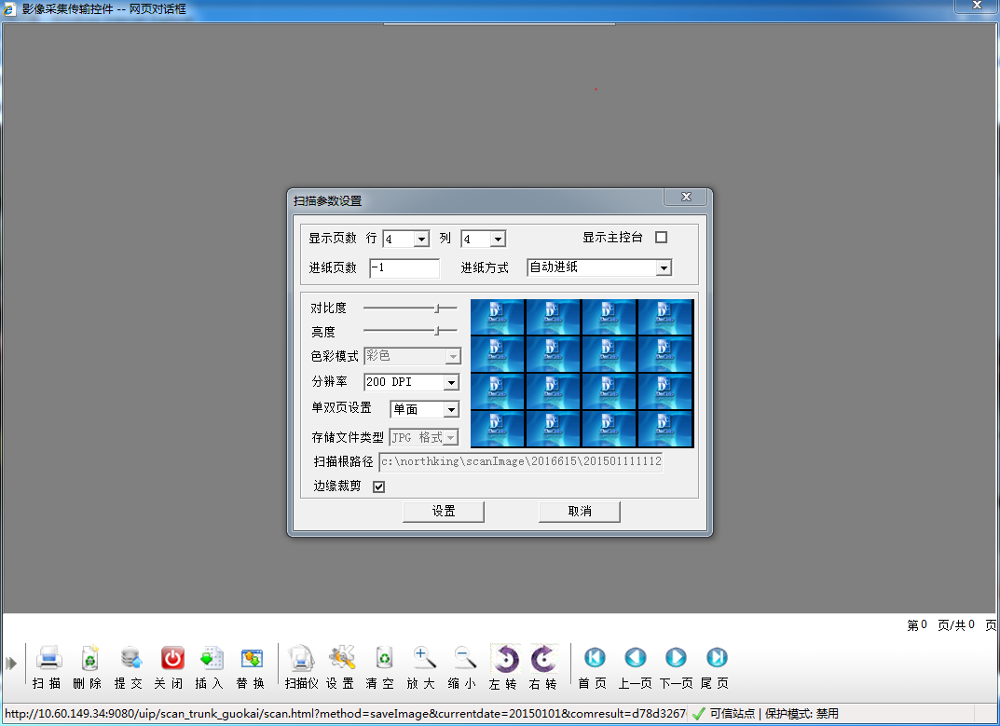 影像采集传输控件 -- 网页对话框
扫描参数设置
显示页数 行 4 列 4 显示主控台
进纸页数 -1 进纸方式 自动进纸
对比度
亮度
色彩模式 彩色
分辨率 200 DPI
单双页设置 单面
存储文件类型 JPG 格式
扫描根路径 c:\northking\scanImage\2016615\201501111112
边缘裁剪
设置 取消
第0 页/共0 页
扫描 删除 提交 关闭 插入 替换 扫描仪 设置 清空 放大 缩小 左转 右转 首页 上一页 下一页 尾页
http://10.60.149.34:9080/uip/scan_trunk_guokai/scan.html?method=saveImage&currentdate=20150101&comresult=d78d3267 可信站点 | 保护模式: 禁用